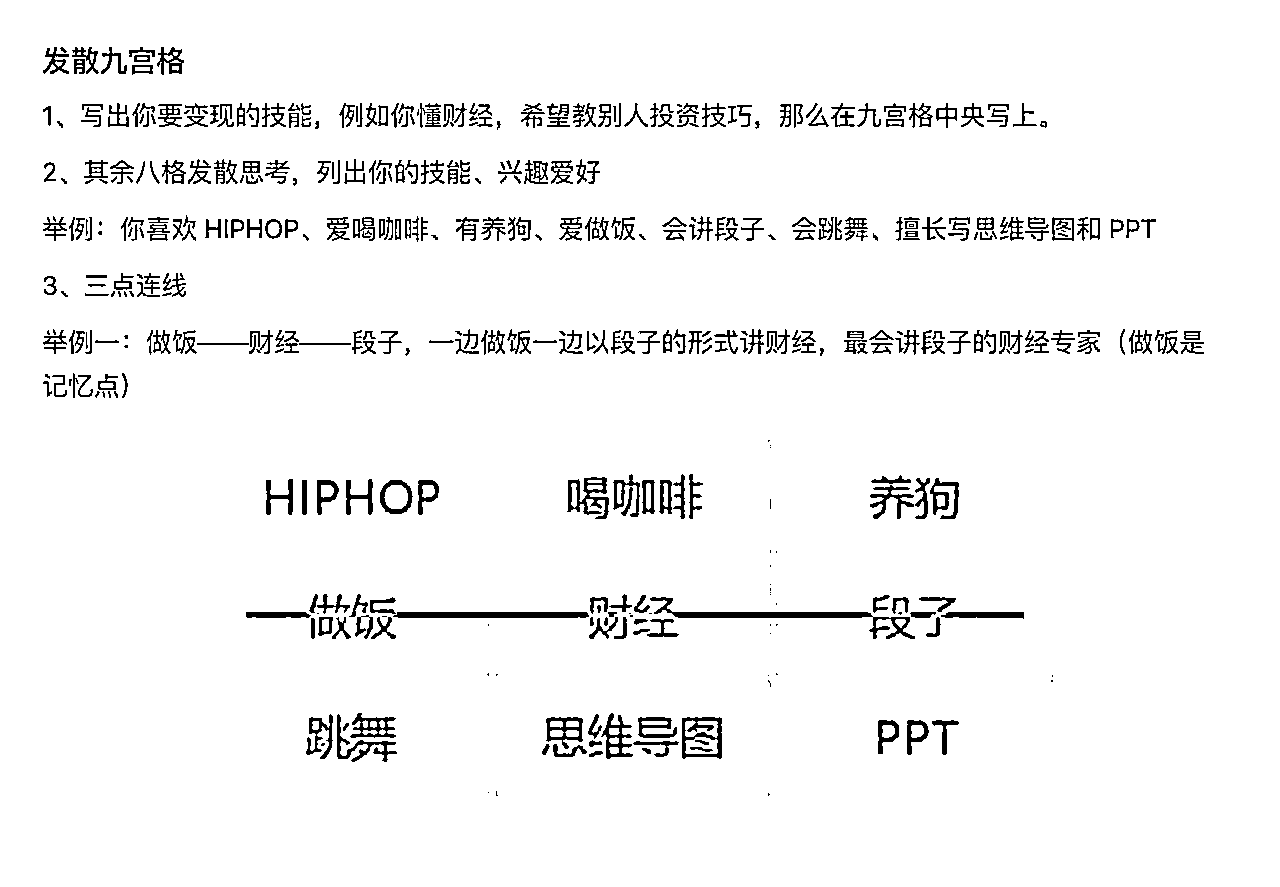 发散九宫格
1、写出你要变现的技能，例如你懂财经，希望教别人投资技巧，那么在九宫格中央写上。
2、其余八格发散思考，列出你的技能、兴趣爱好
举例：你喜欢 HIPHOP、爱喝咖啡、有养狗、爱做饭、会讲段子、会跳舞、擅长写思维导图和 PPT
3、三点连线
举例一：做饭——财经——段子，一边做饭一边以段子的形式讲财经，最会讲段子的财经专家（做饭是
记忆点）
HIPHOP 喝咖啡 养狗
做饭 财经 段子
跳舞 思维导图 PPT